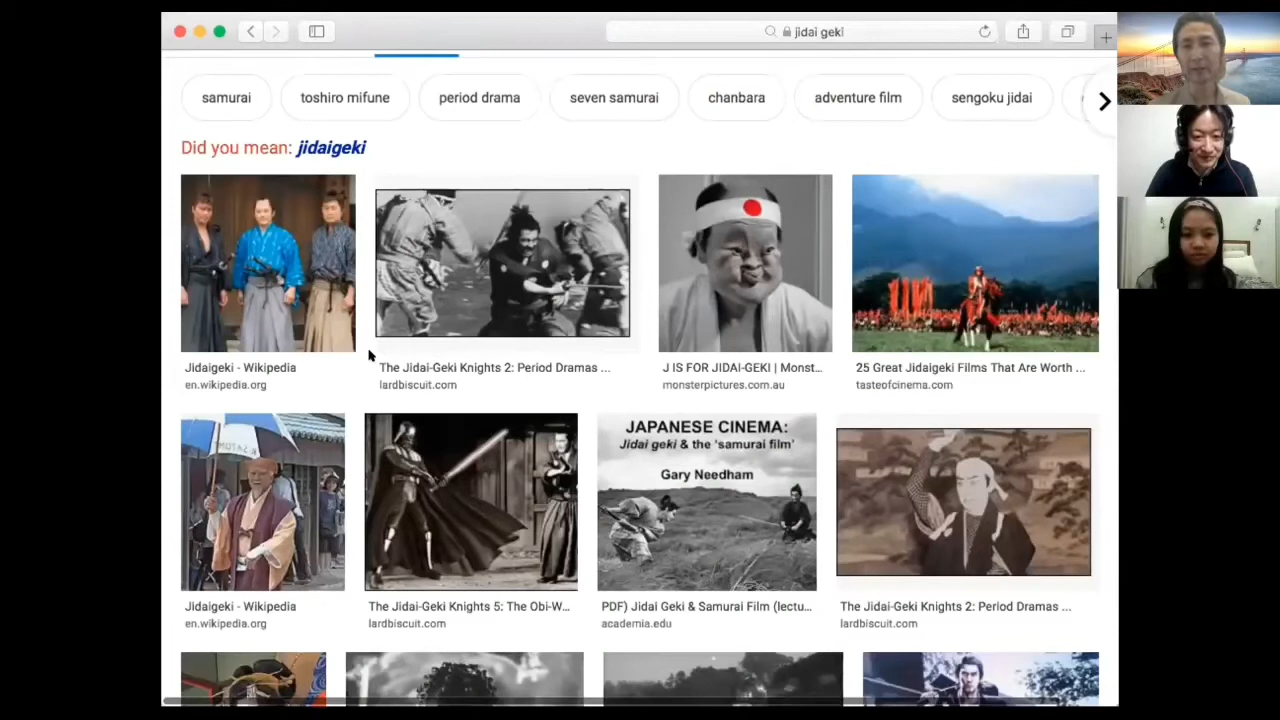 jidai geki
samurai
toshiro mifune
period drama
seven samurai
chanbara
adventure film
sengoku jidai
Did you mean: jidaigeki
Jidaigeki - Wikipedia
en.wikipedia.org
The Jidai-Geki Knights 2: Period Dramas ...
lardbiscuit.com
J IS FOR JIDAI-GEKI | Monst...
monsterpictures.com.au
25 Great Jidaigeki Films That Are Worth ...
tasteofcinema.com
JAPANESE CINEMA:
Jidai geki & the 'samurai film'
Gary Needham
Jidaigeki - Wikipedia
en.wikipedia.org
The Jidai-Geki Knights 5: The Obi-W...
lardbiscuit.com
PDF) Jidai Geki & Samurai Film (lectu...
academia.edu
The Jidai-Geki Knights 2: Period Dramas ...
lardbiscuit.com